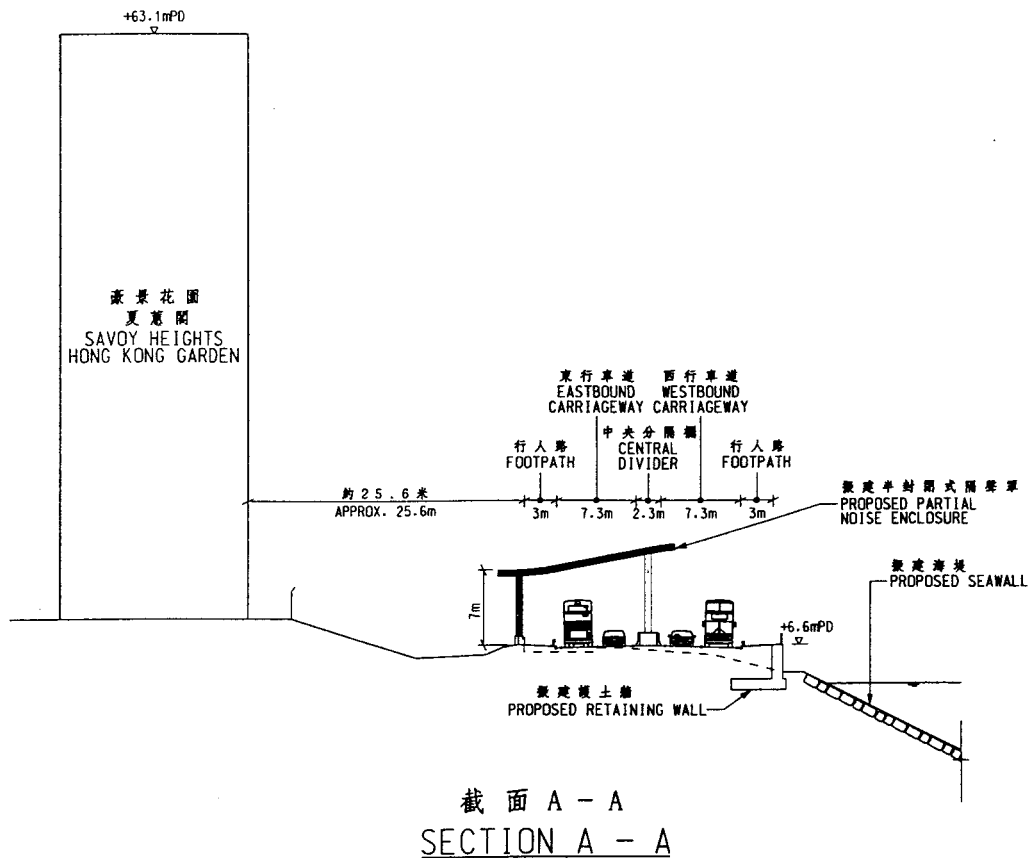 +63.1mPD
豪景花園
夏蕙閣
SAVOY HEIGHTS
HONG KONG GARDEN
東行車道
EASTBOUND
CARRIAGEWAY
西行車道
WESTBOUND
CARRIAGEWAY
行人路
FOOTPATH
中央分隔欄
CENTRAL
DIVIDER
行人路
FOOTPATH
約25.6米
APPROX. 25.6m
3m
7.3m
2.3m
7.3m
3m
擬建半封閉式隔聲罩
PROPOSED PARTIAL
NOISE ENCLOSURE
擬建海堤
PROPOSED SEAWALL
7m
+6.6mPD
擬建護土牆
PROPOSED RETAINING WALL
截面 A - A
SECTION A - A